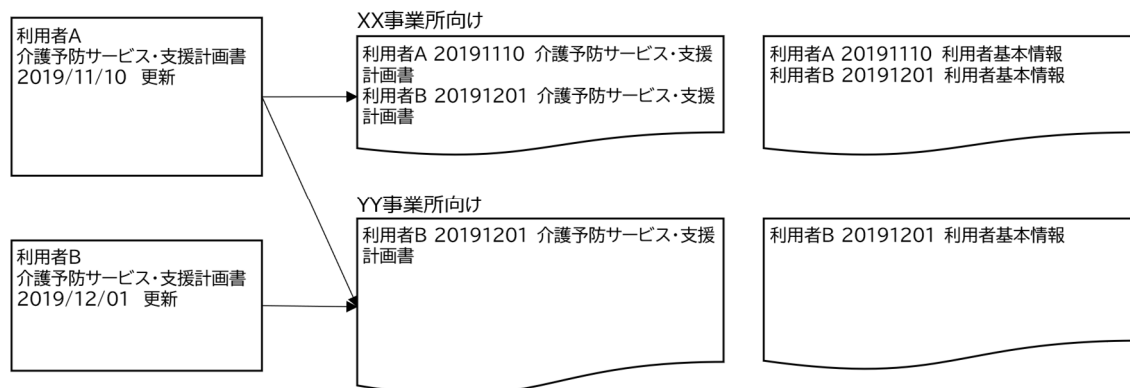 利用者A
介護予防サービス・支援計画書
2019/11/10 更新
XX事業所向け
利用者A 20191110 介護予防サービス・支援
計画書
利用者B 20191201 介護予防サービス・支援
計画書
利用者A 20191110 利用者基本情報
利用者B 20191201 利用者基本情報
利用者B
介護予防サービス・支援計画書
2019/12/01 更新
YY事業所向け
利用者B 20191201 介護予防サービス・支援
計画書
利用者B 20191201 利用者基本情報